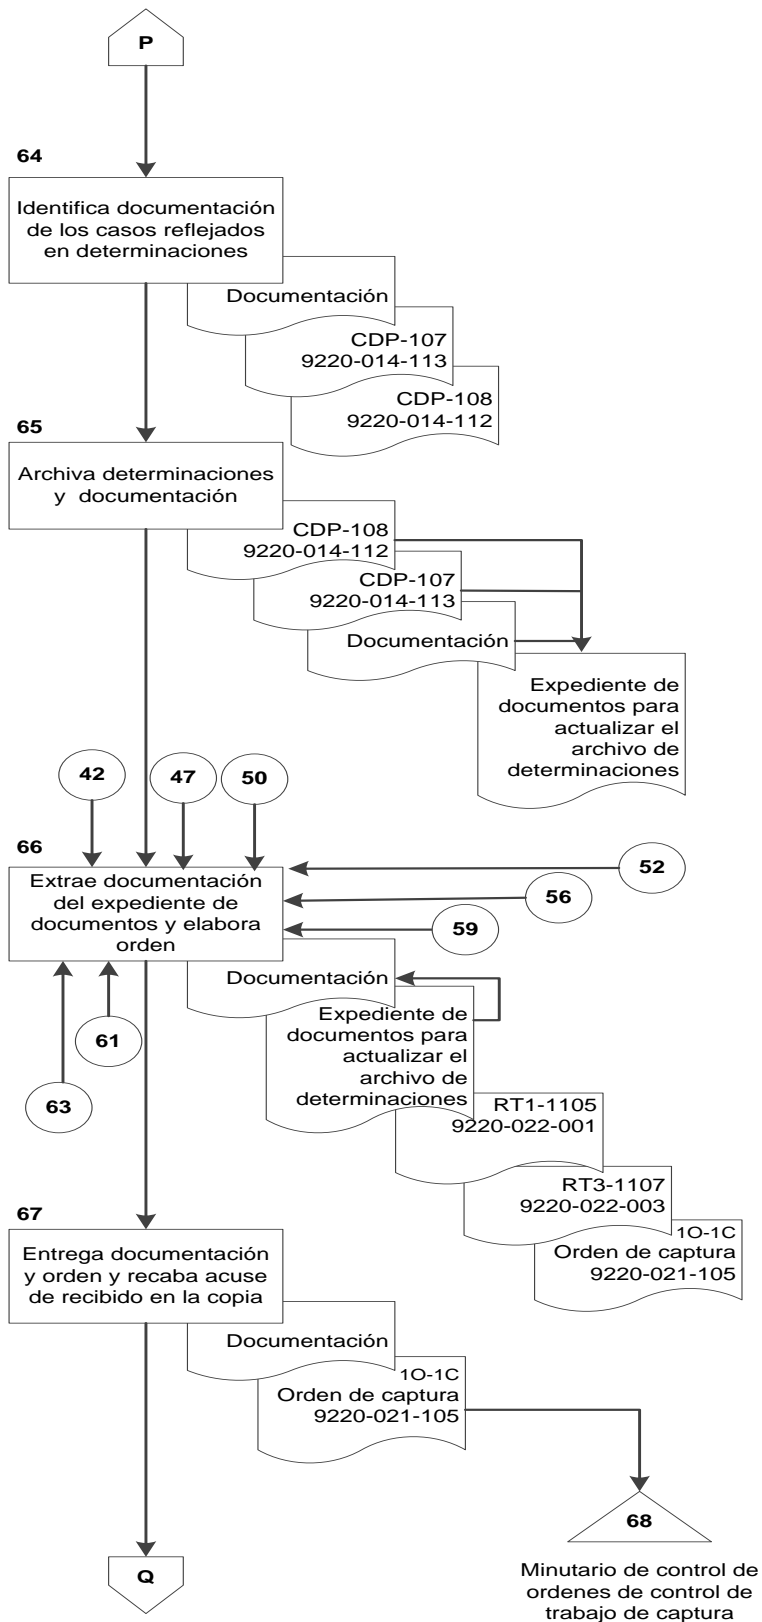 P
64
Identifica documentación
de los casos reflejados
en determinaciones
Documentación
CDP-107
9220-014-113
CDP-108
9220-014-112
65
Archiva determinaciones
y documentación
CDP-108
9220-014-112
CDP-107
9220-014-113
Documentación
Expediente de
documentos para
actualizar el
archivo de
determinaciones
42
47
50
66
52
Extrae documentación
del expediente de
documentos y elabora
orden
56
59
Documentación
61
63
Expediente de
documentos para
actualizar el
archivo de
determinaciones
RT1-1105
9220-022-001
RT3-1107
9220-022-003
1O-1C
Orden de captura
9220-021-105
67
Entrega documentación
y orden y recaba acuse
de recibido en la copia
Documentación
1O-1C
Orden de captura
9220-021-105
68
Minutario de control de
ordenes de control de
trabajo de captura
Q